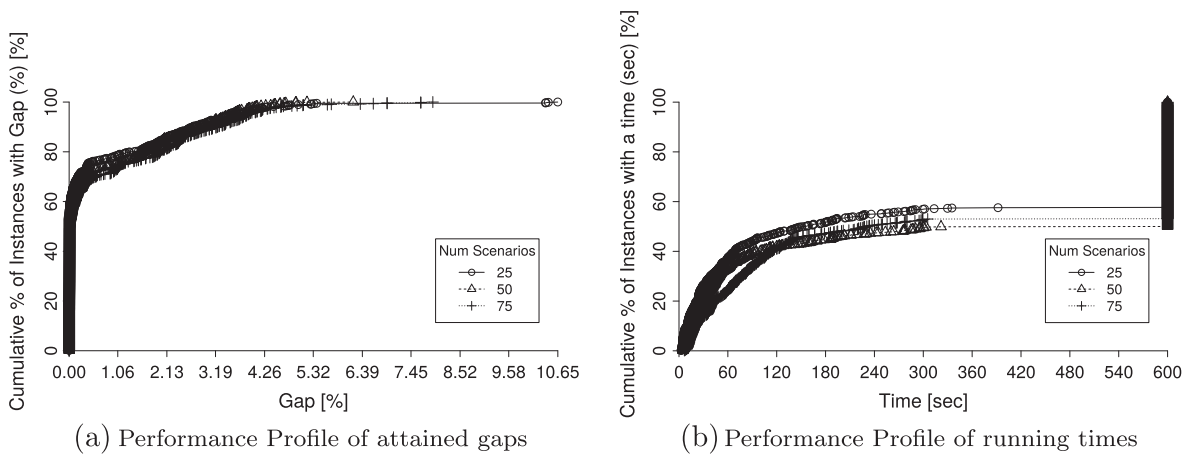 Cumulative % of Instances with Gap (%) [%]
100
80
60
40
20
0
0.00 1.06 2.13 3.19 4.26 5.32 6.39 7.45 8.52 9.58 10.65
Gap [%]
Num Scenarios
25
50
75
(a) Performance Profile of attained gaps
Cumulative % of Instances with a time (sec) [%]
100
80
60
40
20
0
0 60 120 180 240 300 360 420 480 540 600
Time [sec]
Num Scenarios
25
50
75
(b) Performance Profile of running times